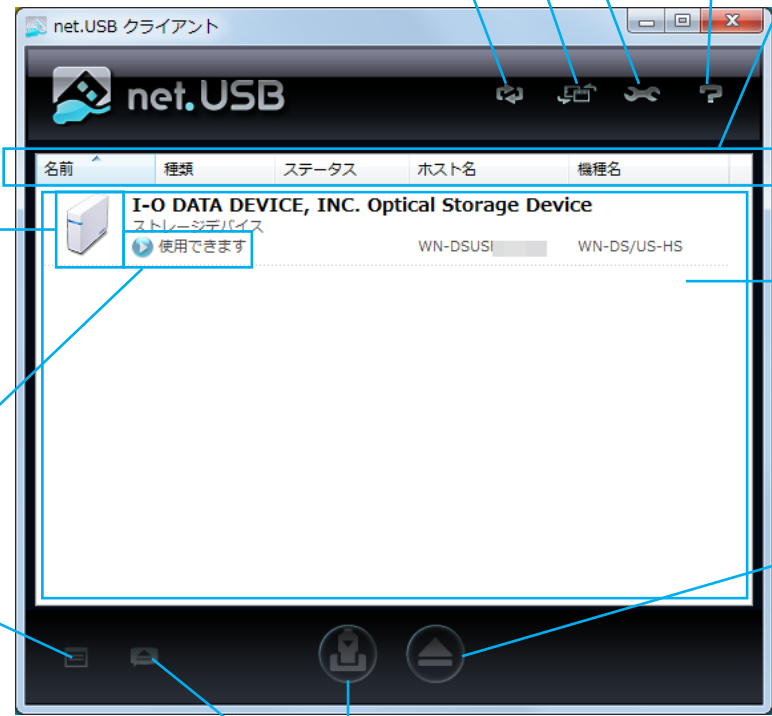 net.USB クライアント
net.USB
名前 種類 ステータス ホスト名 機種名
I-O DATA DEVICE, INC. Optical Storage Device
ストレージデバイス
使用できます WN-DS/US-HS